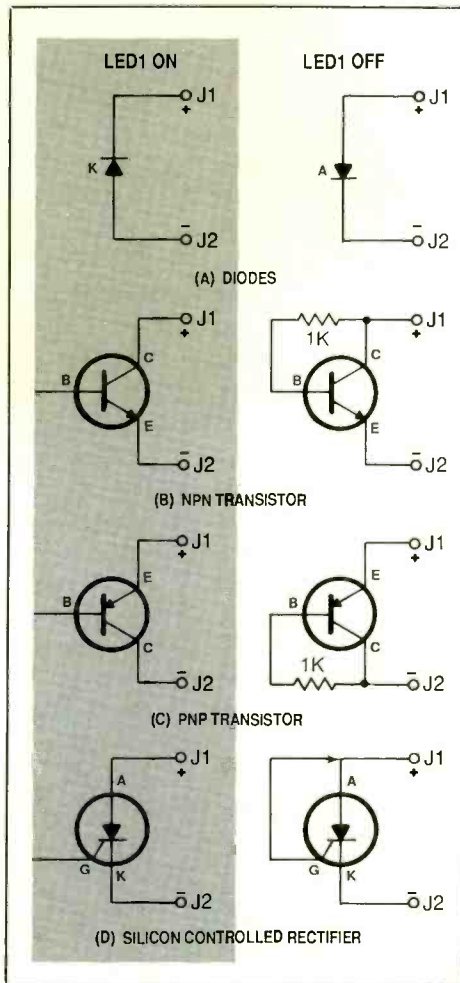 LED1 ON LED1 OFF
J1 J1
+ +
K A
− −
J2 J2
(A) DIODES
J1 1K J1
+ +
C C
B B
E E
− −
J2 J2
(B) NPN TRANSISTOR
J1 J1
+ +
E E
B B
C C
− 1K −
J2 J2
(C) PNP TRANSISTOR
J1 J1
+ +
A A
G G
K K
− −
J2 J2
(D) SILICON CONTROLLED RECTIFIER